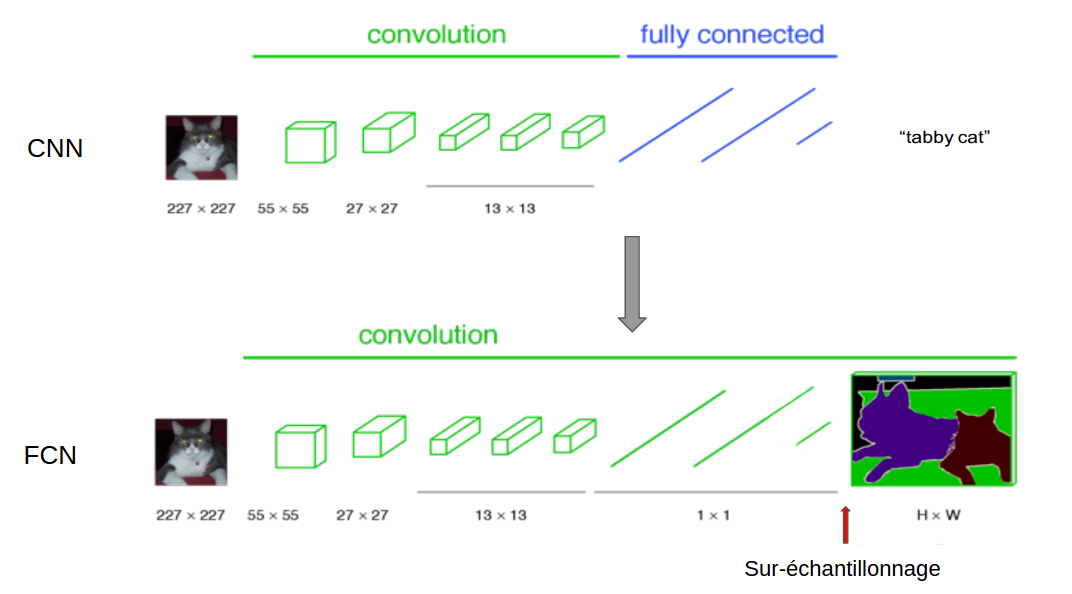 convolution fully connected
CNN
“tabby cat”
227 × 227 55 × 55 27 × 27 13 × 13
convolution
FCN
227 × 227 55 × 55 27 × 27 13 × 13 1 × 1 H × W
Sur-échantillonnage